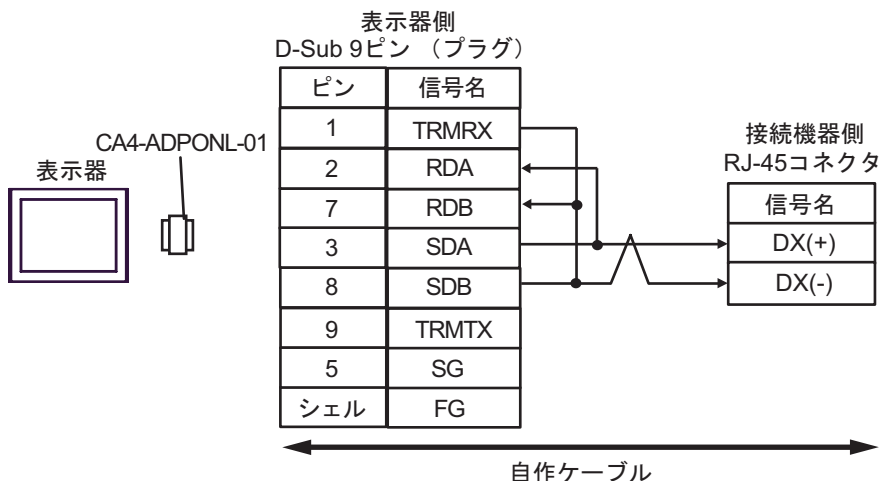 表示器側
D-Sub 9ピン （プラグ）
ピン 信号名
1 TRMRX
2 RDA
7 RDB
3 SDA
8 SDB
9 TRMTX
5 SG
シェル FG
CA4-ADPONL-01
表示器
接続機器側
RJ-45コネクタ
信号名
DX(+)
DX(-)
自作ケーブル